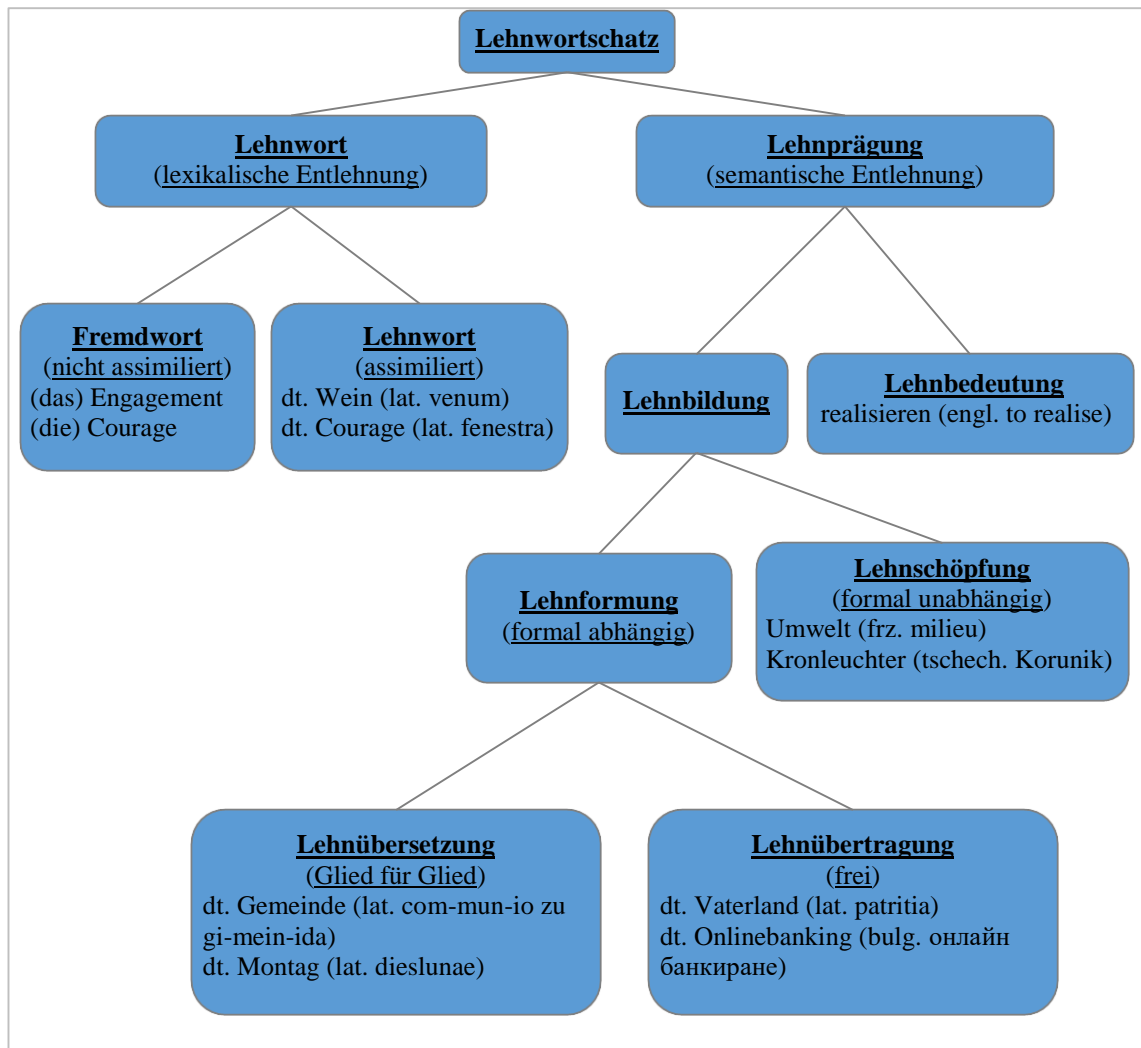 Lehnwortschatz
Lehnwort
(lexikalische Entlehnung)
Lehnprägung
(semantische Entlehnung)
Fremdwort
(nicht assimiliert)
(das) Engagement
(die) Courage
Lehnwort
(assimiliert)
dt. Wein (lat. venum)
dt. Courage (lat. fenestra)
Lehnbildung
Lehnbedeutung
realisieren (engl. to realise)
Lehnformung
(formal abhängig)
Lehnschöpfung
(formal unabhängig)
Umwelt (frz. milieu)
Kronleuchter (tschech. Korunik)
Lehnübersetzung
(Glied für Glied)
dt. Gemeinde (lat. com-mun-io zu
gi-mein-ida)
dt. Montag (lat. dieslunae)
Lehnübertragung
(frei)
dt. Vaterland (lat. patritia)
dt. Onlinebanking (bulg. онлайн
банкиране)